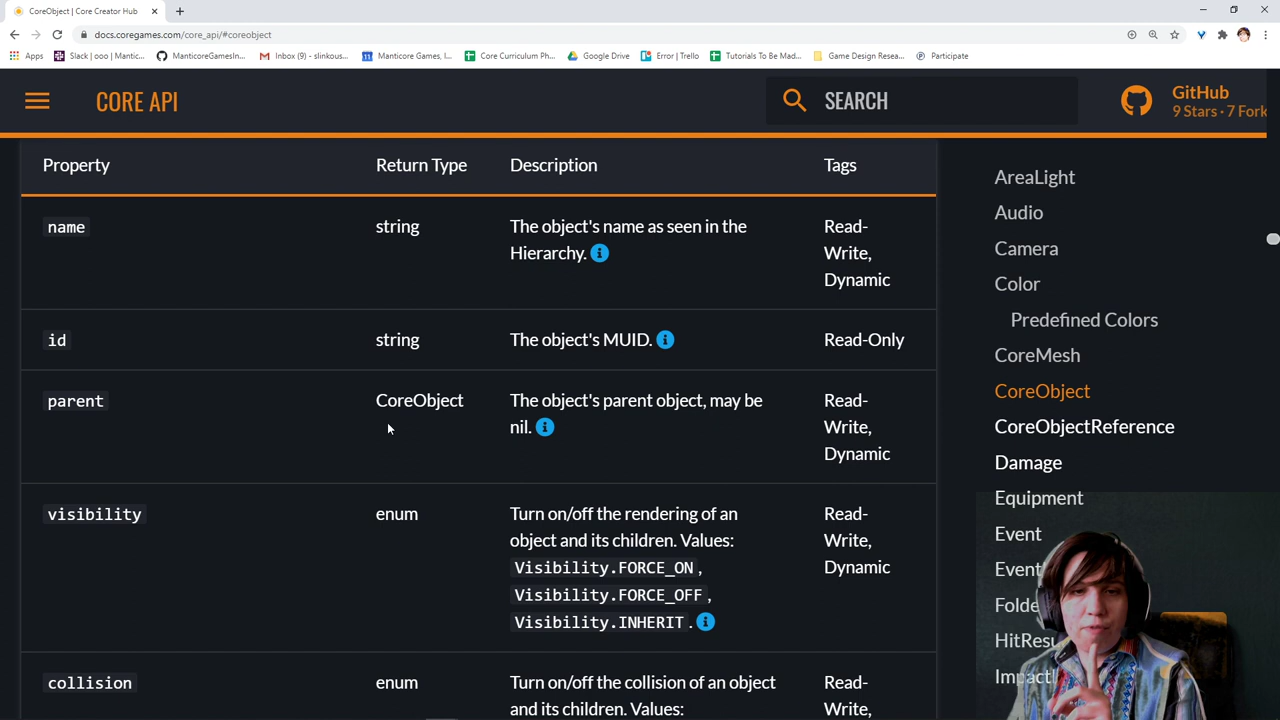 CoreObject | Core Creator Hub
docs.coregames.com/core_api/#coreobject
Apps
Slack | ooo | Mantic...
ManticoreGamesIn...
Inbox (9) - slinkous...
Manticore Games, I...
Core Curriculum Ph...
Google Drive
Error | Trello
Tutorials To Be Mad...
Game Design Resea...
Participate
CORE API
SEARCH
GitHub
9 Stars · 7 Fork
Property Return Type Description Tags
name string The object's name as seen in the Read-
Hierarchy. Write,
Dynamic
id string The object's MUID. Read-Only
parent CoreObject The object's parent object, may be Read-
nil. Write,
Dynamic
visibility enum Turn on/off the rendering of an Read-
object and its children. Values: Write,
Visibility.FORCE_ON, Dynamic
Visibility.FORCE_OFF,
Visibility.INHERIT.
collision enum Turn on/off the collision of an object Read-
and its children. Values: Write,
AreaLight
Audio
Camera
Color
Predefined Colors
CoreMesh
CoreObject
CoreObjectReference
Damage
Equipment
Event
Event
Folde
HitResu
ImpactI